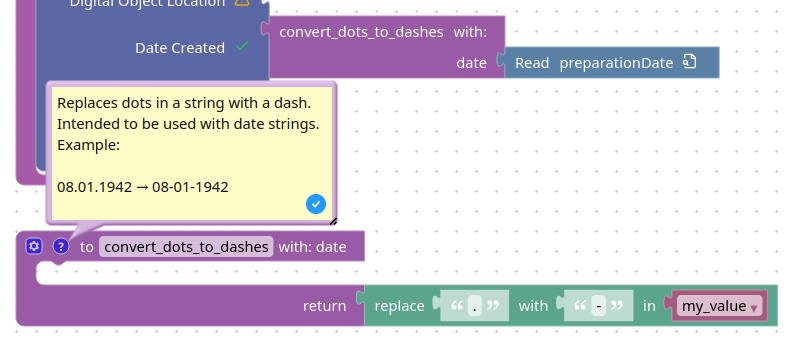 Digital Object Location
Date Created
convert_dots_to_dashes with:
date
Read preparationDate
Replaces dots in a string with a dash.
Intended to be used with date strings.
Example:
08.01.1942 → 08-01-1942
? to convert_dots_to_dashes with: date
return replace “ . ” with “ - ” in my_value